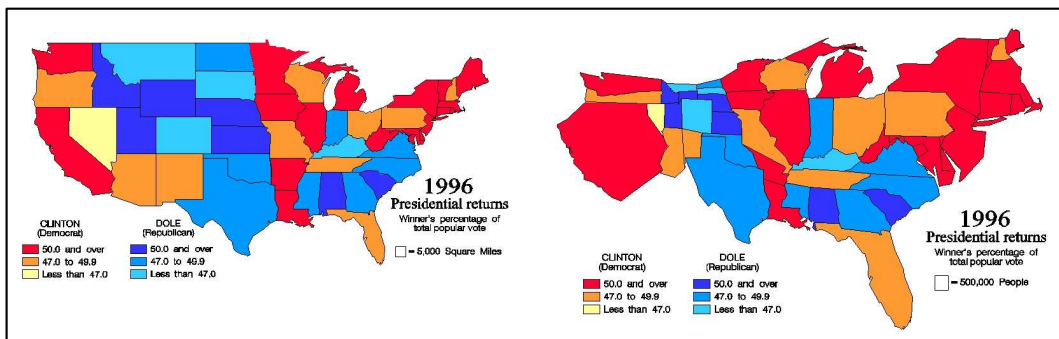 1996
Presidential returns
Winner's percentage of
total popular vote
= 5,000 Square Miles
CLINTON
(Democrat)
50.0 and over
47.0 to 49.9
Less than 47.0
DOLE
(Republican)
50.0 and over
47.0 to 49.9
Less than 47.0
1996
Presidential returns
Winner's percentage of
total popular vote
= 500,000 People
CLINTON
(Democrat)
50.0 and over
47.0 to 49.9
Less than 47.0
DOLE
(Republican)
50.0 and over
47.0 to 49.9
Less than 47.0